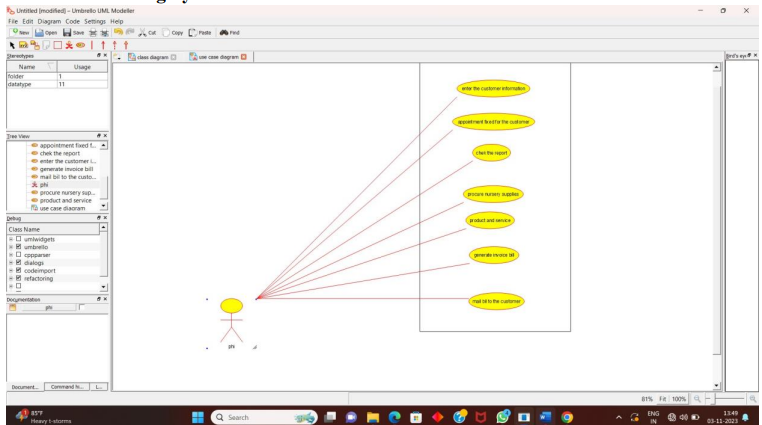 Untitled [modified] – Umbrello UML Modeller
File Edit Diagram Code Settings Help
New Open Save Cut Copy Paste Find
Stereotypes
Name Usage
folder 1
datatype 11
Tree View
appointment fixed f...
chek the report
enter the customer i...
generate invoice bill
mail bil to the custo...
phi
procure nursery sup...
product and service
use case diagram
Debug
Class Name
umlwidgets
umbrello
cppparser
dialogs
codeimport
refactoring
Documentation
phi
Document... Command hi... L...
class diagram use case diagram
enter the customer information
appointment fixed for the customer
chek the report
procure nursery supplies
product and service
generate invoice bill
mail bil to the customer
phi
Bird's eye
81% Fit 100%
85°F
Heavy t-storms
Search
ENG
IN
13:49
03-11-2023